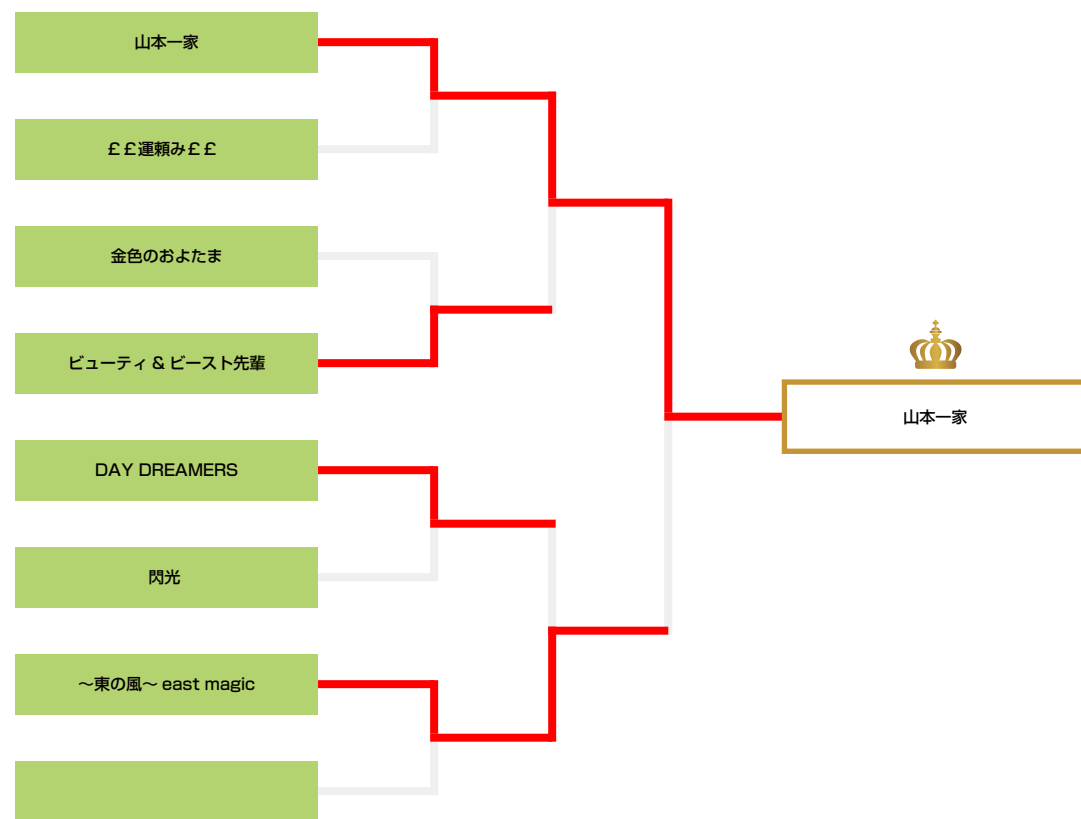 山本一家
££運頼み££
金色のおよたま
ビューティ & ビースト先輩
DAY DREAMERS
閃光
～東の風～ east magic
山本一家